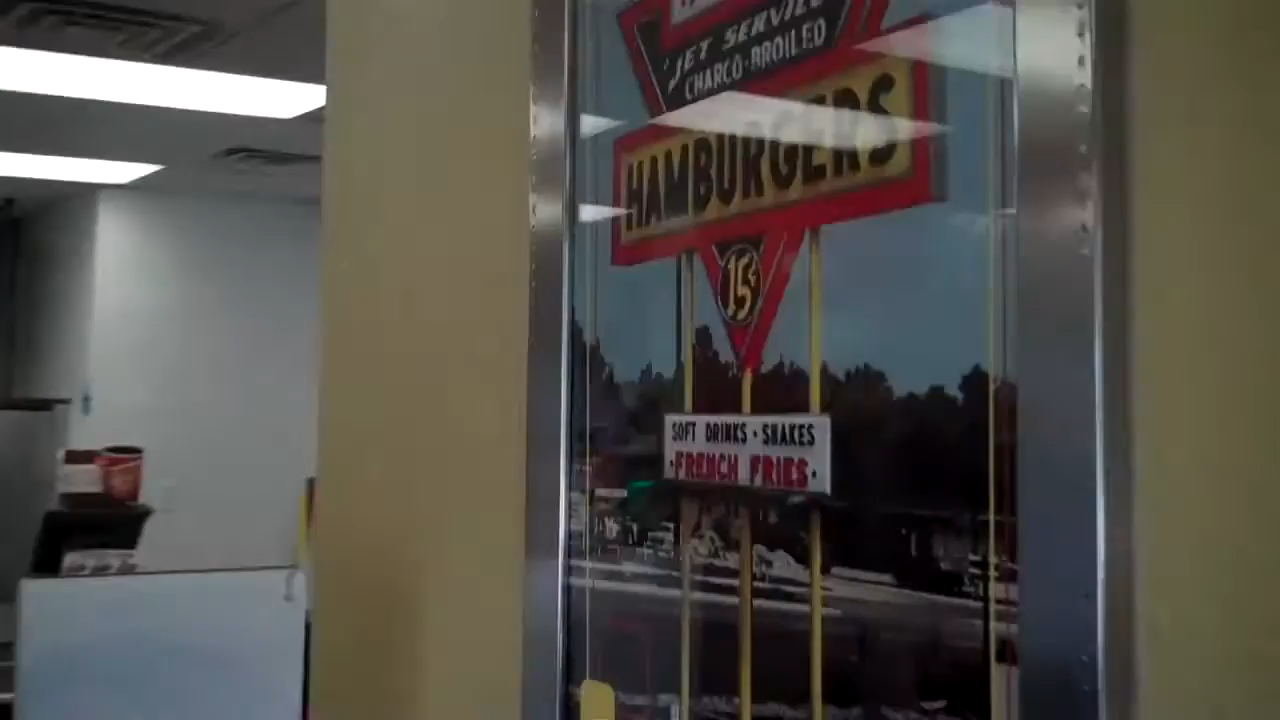 JET SERVICE
CHARCO-BROILED
HAMBURGERS
15¢
SOFT DRINKS • SHAKES
•FRENCH FRIES•